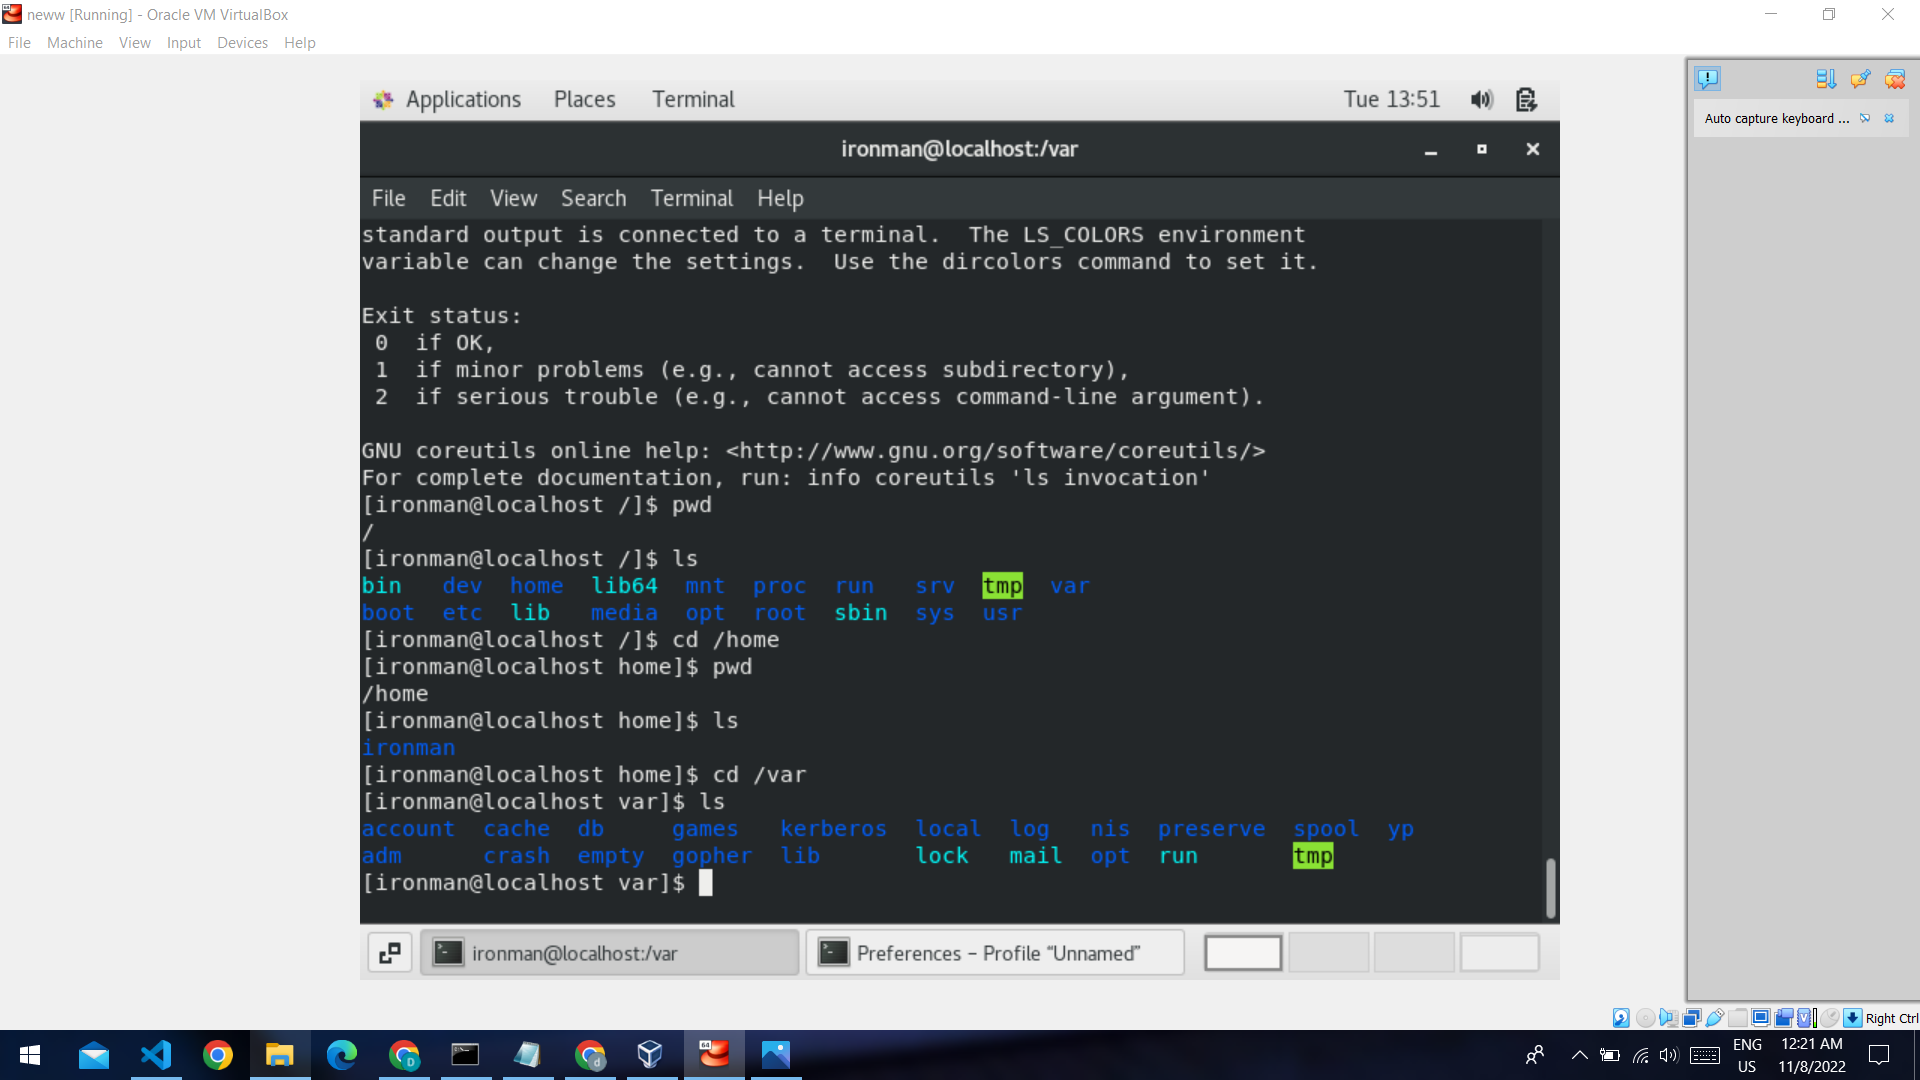 neww [Running] - Oracle VM VirtualBox
File Machine View Input Devices Help
Auto capture keyboard ...
Applications Places Terminal Tue 13:51
ironman@localhost:/var
File Edit View Search Terminal Help
standard output is connected to a terminal.  The LS_COLORS environment
variable can change the settings.  Use the dircolors command to set it.
Exit status:
 0  if OK,
 1  if minor problems (e.g., cannot access subdirectory),
 2  if serious trouble (e.g., cannot access command-line argument).
GNU coreutils online help: <http://www.gnu.org/software/coreutils/>
For complete documentation, run: info coreutils 'ls invocation'
[ironman@localhost /]$ pwd
/
[ironman@localhost /]$ ls
bin   dev  home  lib64  mnt  proc  run   srv  tmp  var
boot  etc  lib   media  opt  root  sbin  sys  usr
[ironman@localhost /]$ cd /home
[ironman@localhost home]$ pwd
/home
[ironman@localhost home]$ ls
ironman
[ironman@localhost home]$ cd /var
[ironman@localhost var]$ ls
account  cache  db     games   kerberos  local  log   nis  preserve  spool  yp
adm      crash  empty  gopher  lib       lock   mail  opt  run       tmp
[ironman@localhost var]$
ironman@localhost:/var
Preferences – Profile “Unnamed”
Right Ctrl
64
ENG
US
12:21 AM
11/8/2022